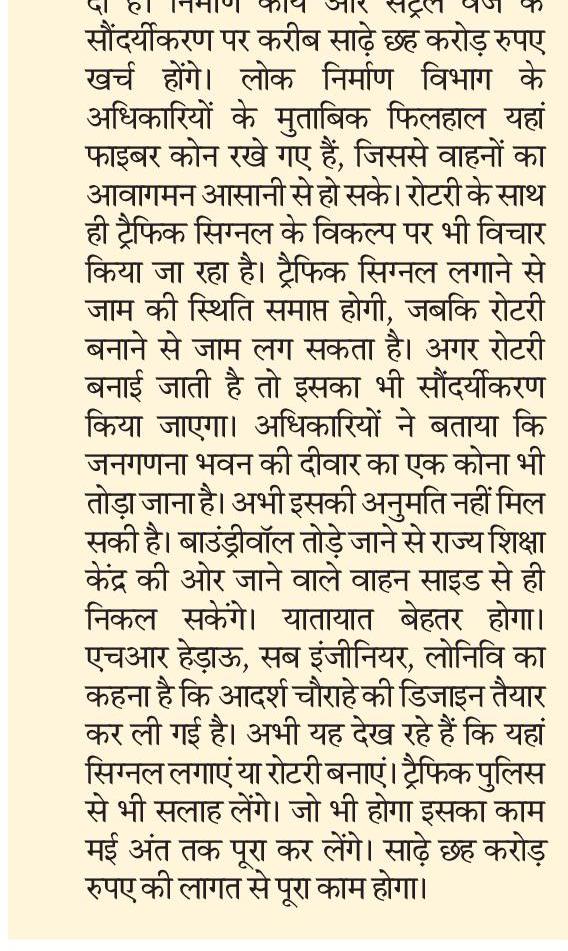 दी है। निर्माण कार्य और सेंट्रल वर्ज के
सौंदर्यीकरण पर करीब साढ़े छह करोड़ रुपए
खर्च होंगे। लोक निर्माण विभाग के
अधिकारियों के मुताबिक फिलहाल यहां
फाइबर कोन रखे गए हैं, जिससे वाहनों का
आवागमन आसानी से हो सके। रोटरी के साथ
ही ट्रैफिक सिग्नल के विकल्प पर भी विचार
किया जा रहा है। ट्रैफिक सिग्नल लगाने से
जाम की स्थिति समाप्त होगी, जबकि रोटरी
बनाने से जाम लग सकता है। अगर रोटरी
बनाई जाती है तो इसका भी सौंदर्यीकरण
किया जाएगा। अधिकारियों ने बताया कि
जनगणना भवन की दीवार का एक कोना भी
तोड़ा जाना है। अभी इसकी अनुमति नहीं मिल
सकी है। बाउंड्रीवॉल तोड़े जाने से राज्य शिक्षा
केंद्र की ओर जाने वाले वाहन साइड से ही
निकल सकेंगे। यातायात बेहतर होगा।
एचआर हेड़ाऊ, सब इंजीनियर, लोनिवि का
कहना है कि आदर्श चौराहे की डिजाइन तैयार
कर ली गई है। अभी यह देख रहे हैं कि यहां
सिग्नल लगाएं या रोटरी बनाएं। ट्रैफिक पुलिस
से भी सलाह लेंगे। जो भी होगा इसका काम
मई अंत तक पूरा कर लेंगे। साढ़े छह करोड़
रुपए की लागत से पूरा काम होगा।